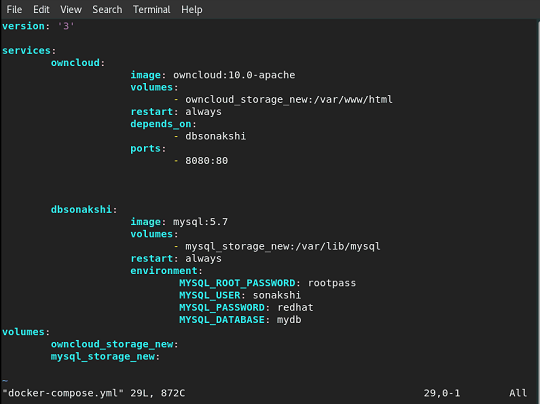 File Edit View Search Terminal Help
version: '3'
services:
owncloud:
image: owncloud:10.0-apache
volumes:
- owncloud_storage_new:/var/www/html
restart: always
depends_on:
- dbsonakshi
ports:
- 8080:80
dbsonakshi:
image: mysql:5.7
volumes:
- mysql_storage_new:/var/lib/mysql
restart: always
environment:
MYSQL_ROOT_PASSWORD: rootpass
MYSQL_USER: sonakshi
MYSQL_PASSWORD: redhat
MYSQL_DATABASE: mydb
volumes:
owncloud_storage_new:
mysql_storage_new:
~
"docker-compose.yml" 29L, 872C 29,0-1 All